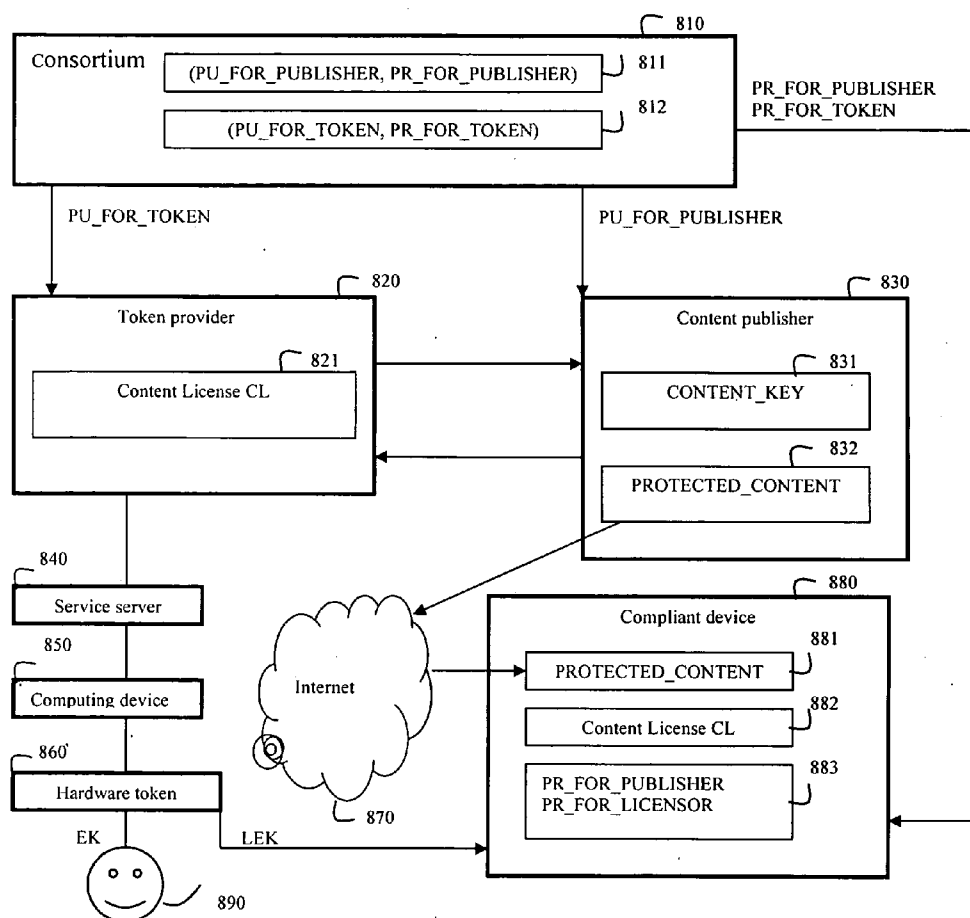 810
Consortium
(PU_FOR_PUBLISHER, PR_FOR_PUBLISHER)
811
(PU_FOR_TOKEN, PR_FOR_TOKEN)
812
PR_FOR_PUBLISHER
PR_FOR_TOKEN
PU_FOR_TOKEN
PU_FOR_PUBLISHER
820
Token provider
821
Content License CL
830
Content publisher
831
CONTENT_KEY
832
PROTECTED_CONTENT
840
Service server
850
Computing device
860
Hardware token
EK
LEK
890
Internet
870
880
Compliant device
881
PROTECTED_CONTENT
882
Content License CL
883
PR_FOR_PUBLISHER
PR_FOR_LICENSOR